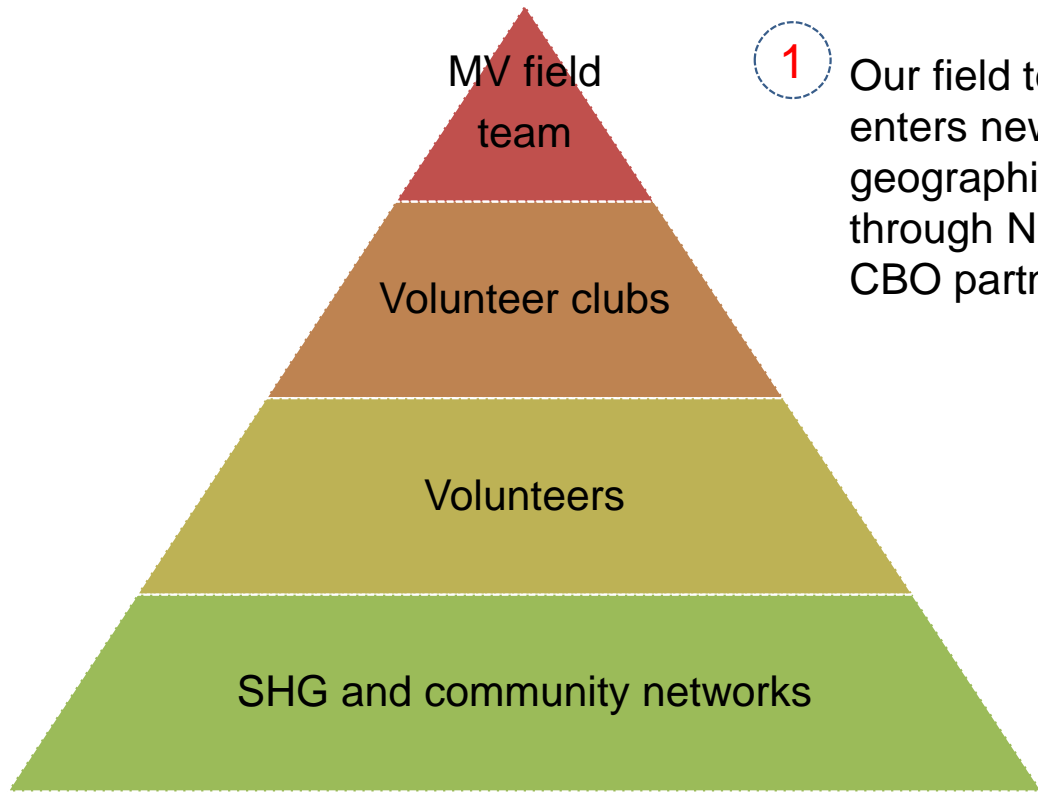 MV field
team
1
Our field
enters
through
CBO
Volunteer clubs
Volunteers
SHG and community networks